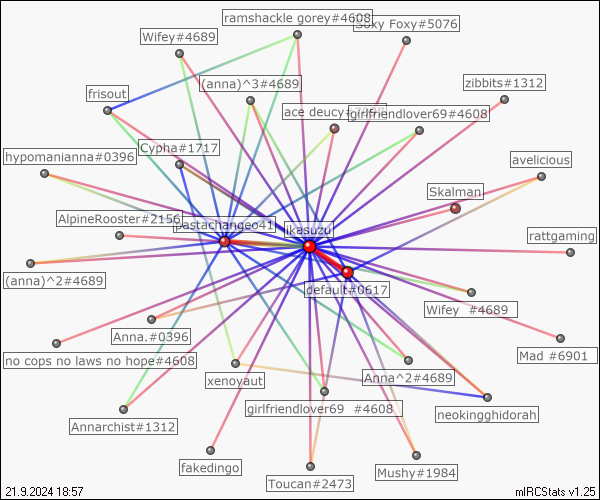 ramshackle gorey#4608
Foxy Foxy#5076
Wifey#4689
(anna)^3#4689
zibbits#1312
frisout
ace deucy
girlfriendlover69#4608
Cypha#1717
hypomanianna#0396
avelicious
Skalman
AlpineRooster#2156
pastachangeo41
ikasuzu
rattgaming
(anna)^2#4689
default#0617
Wifey #4689
Anna.#0396
no cops no laws no hope#4608
Mad #6901
xenoyaut
Anna^2#4689
girlfriendlover69 #4608
neokingghidorah
Annarchist#1312
fakedingo
Toucan#2473
Mushy#1984
21.9.2024 18:57
mIRCStats v1.25